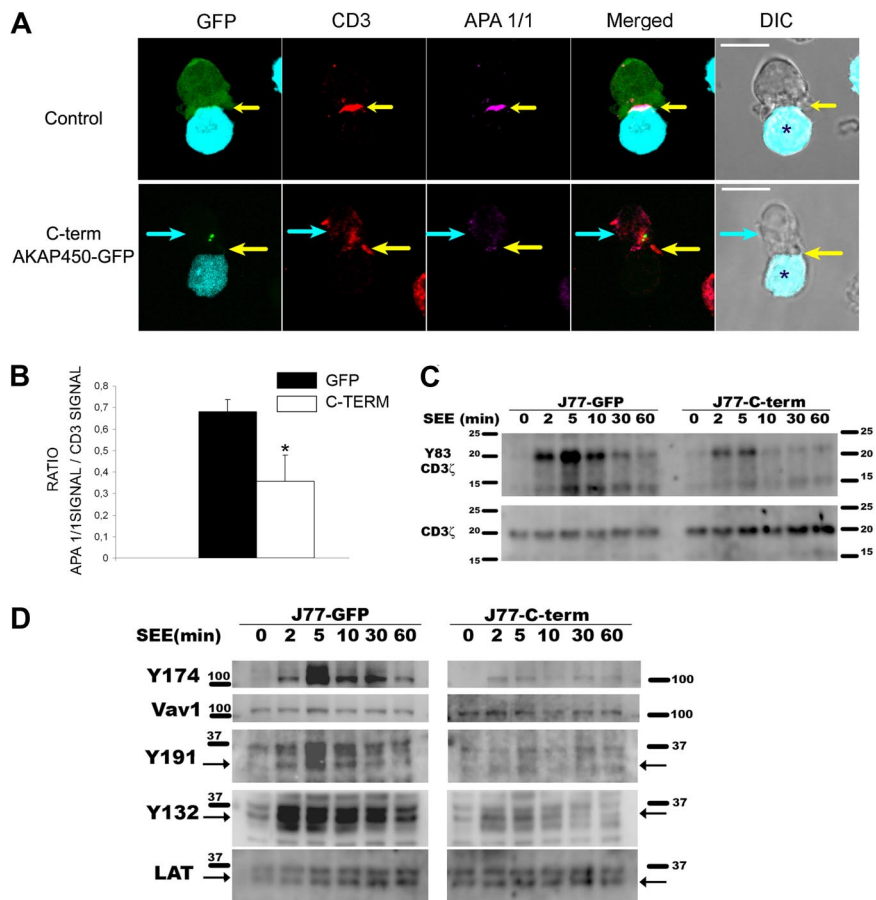 A
GFP CD3 APA 1/1 Merged DIC
Control
*
C-term
AKAP450-GFP
*
B
RATIO
APA 1/1SIGNAL / CD3 SIGNAL
0,8
0,7
0,6
0,5
0,4
0,3
0,2
0,1
0
GFP
C-TERM
*
C
J77-GFP J77-C-term
SEE (min) 0 2 5 10 30 60 0 2 5 10 30 60
25 25
Y83 20 20
CD3ζ
15 15
25 25
CD3ζ 20 20
15 15
D
J77-GFP J77-C-term
SEE(min) 0 2 5 10 30 60 0 2 5 10 30 60
Y174 100 100
Vav1 100 100
37 37
Y191
37 37
Y132
37 37
LAT